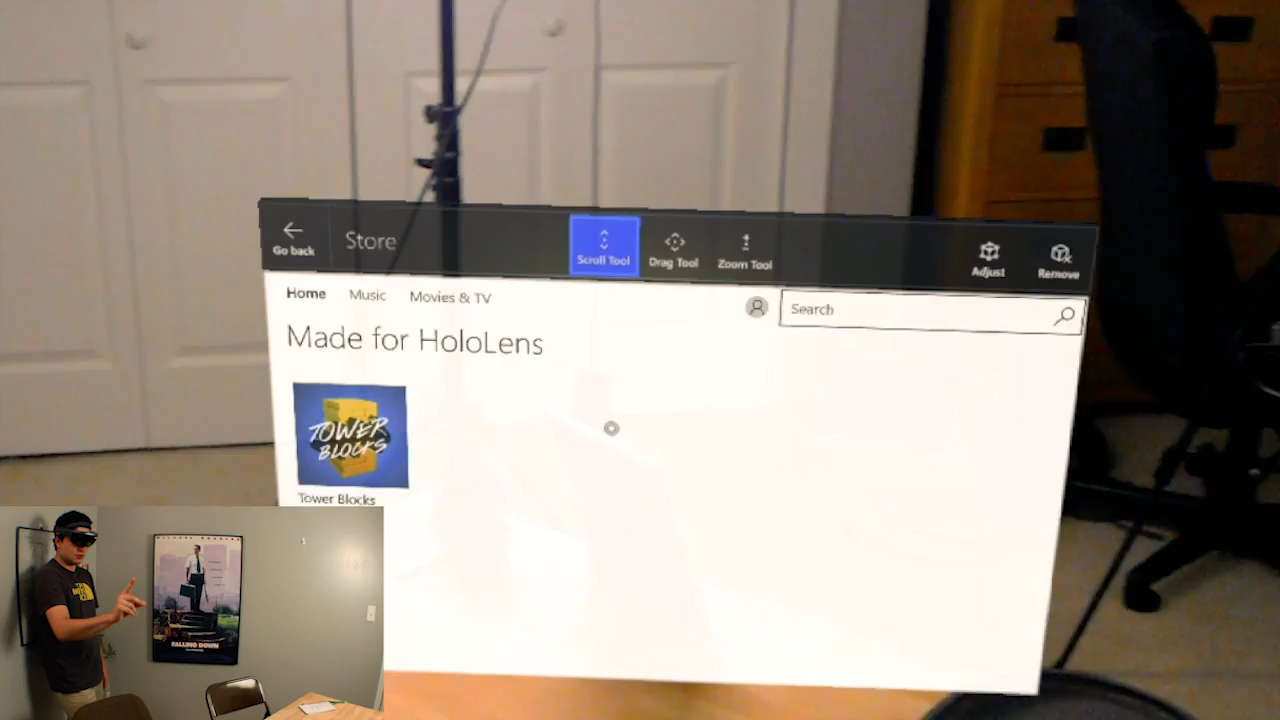 Go back
Store
Scroll Tool
Drag Tool
Zoom Tool
Adjust
Remove
Home
Music
Movies & TV
Search
Made for HoloLens
TOWER
BLOCKS
Tower Blocks
FALLING DOWN